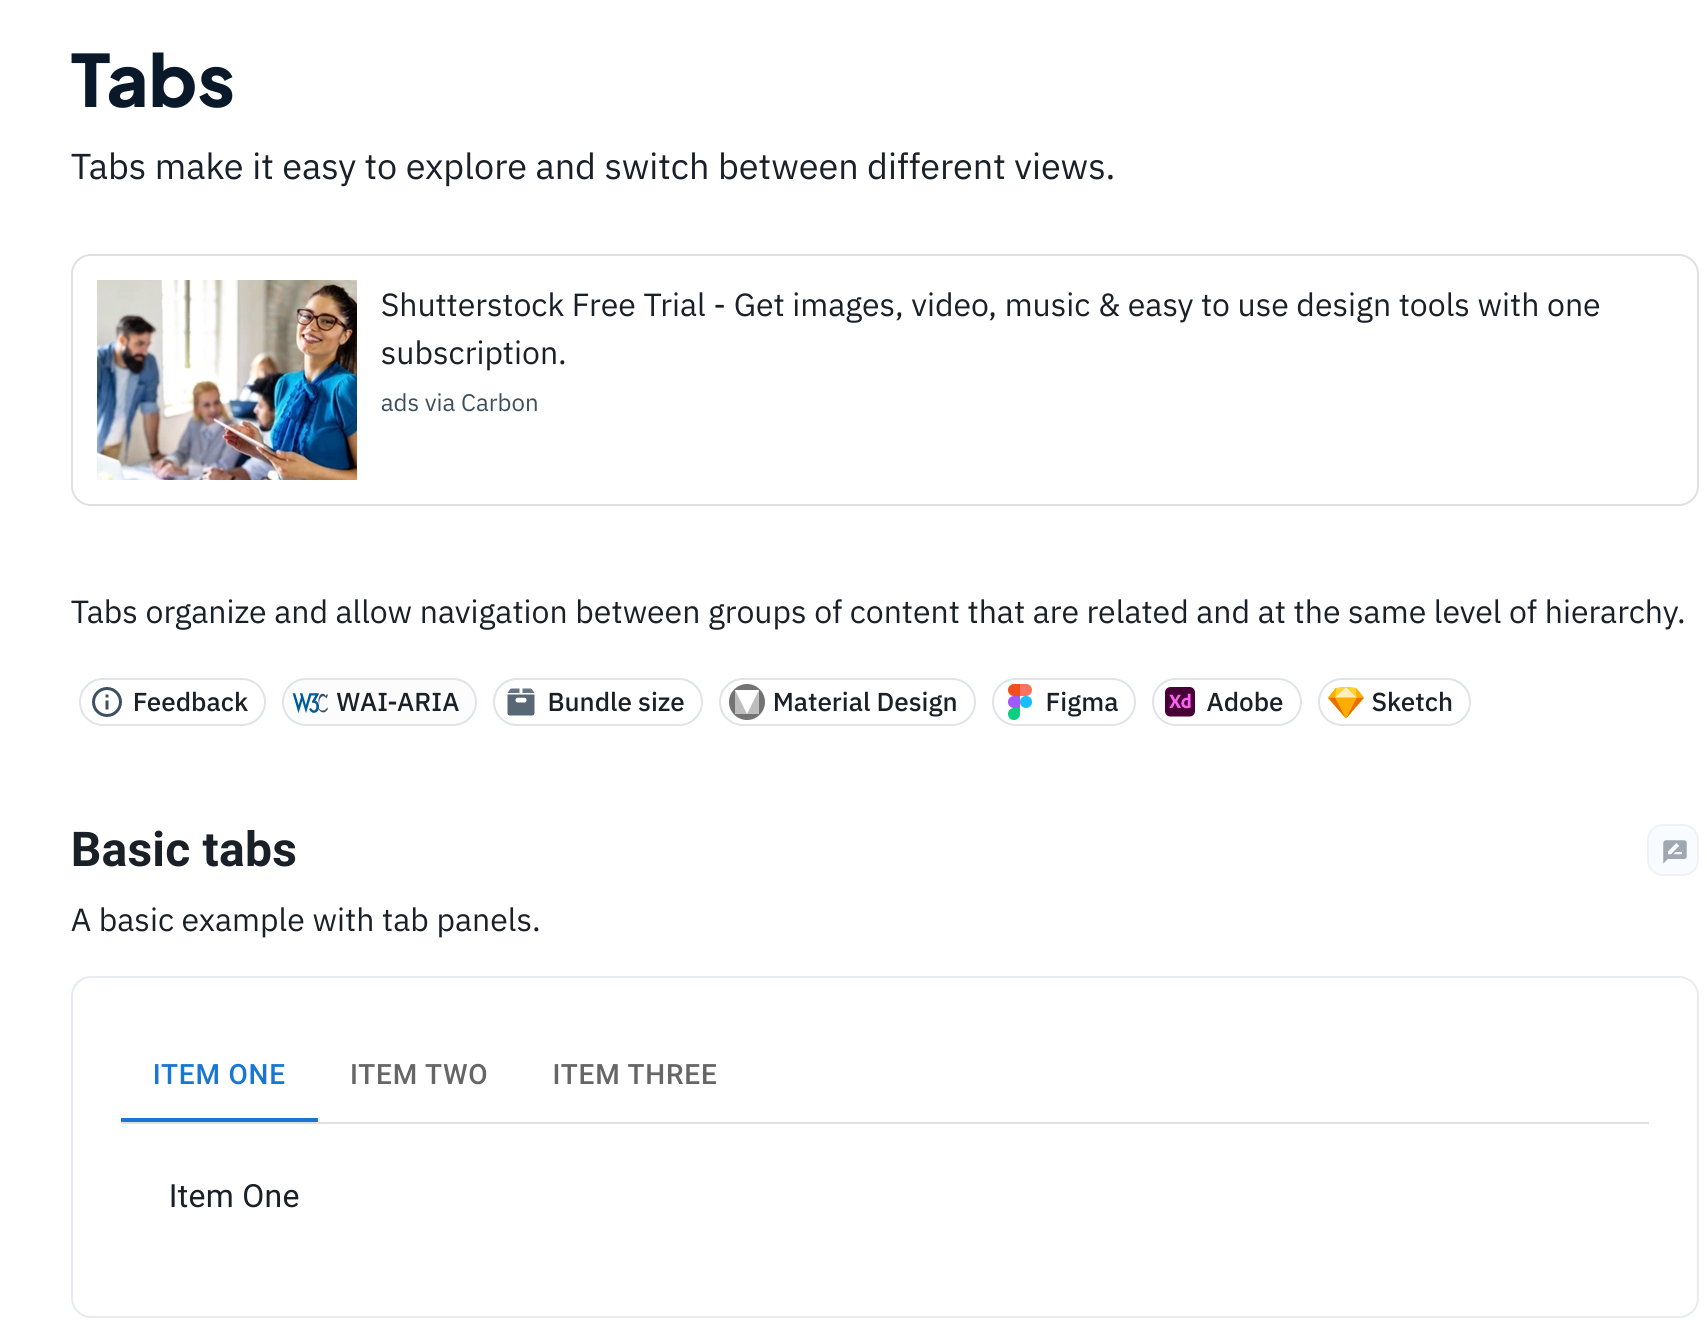 Tabs
Tabs make it easy to explore and switch between different views.
Shutterstock Free Trial - Get images, video, music & easy to use design tools with one
subscription.
ads via Carbon
Tabs organize and allow navigation between groups of content that are related and at the same level of hierarchy.
Feedback W3C WAI-ARIA Bundle size Material Design Figma Xd Adobe Sketch
Basic tabs
A basic example with tab panels.
ITEM ONE ITEM TWO ITEM THREE
Item One